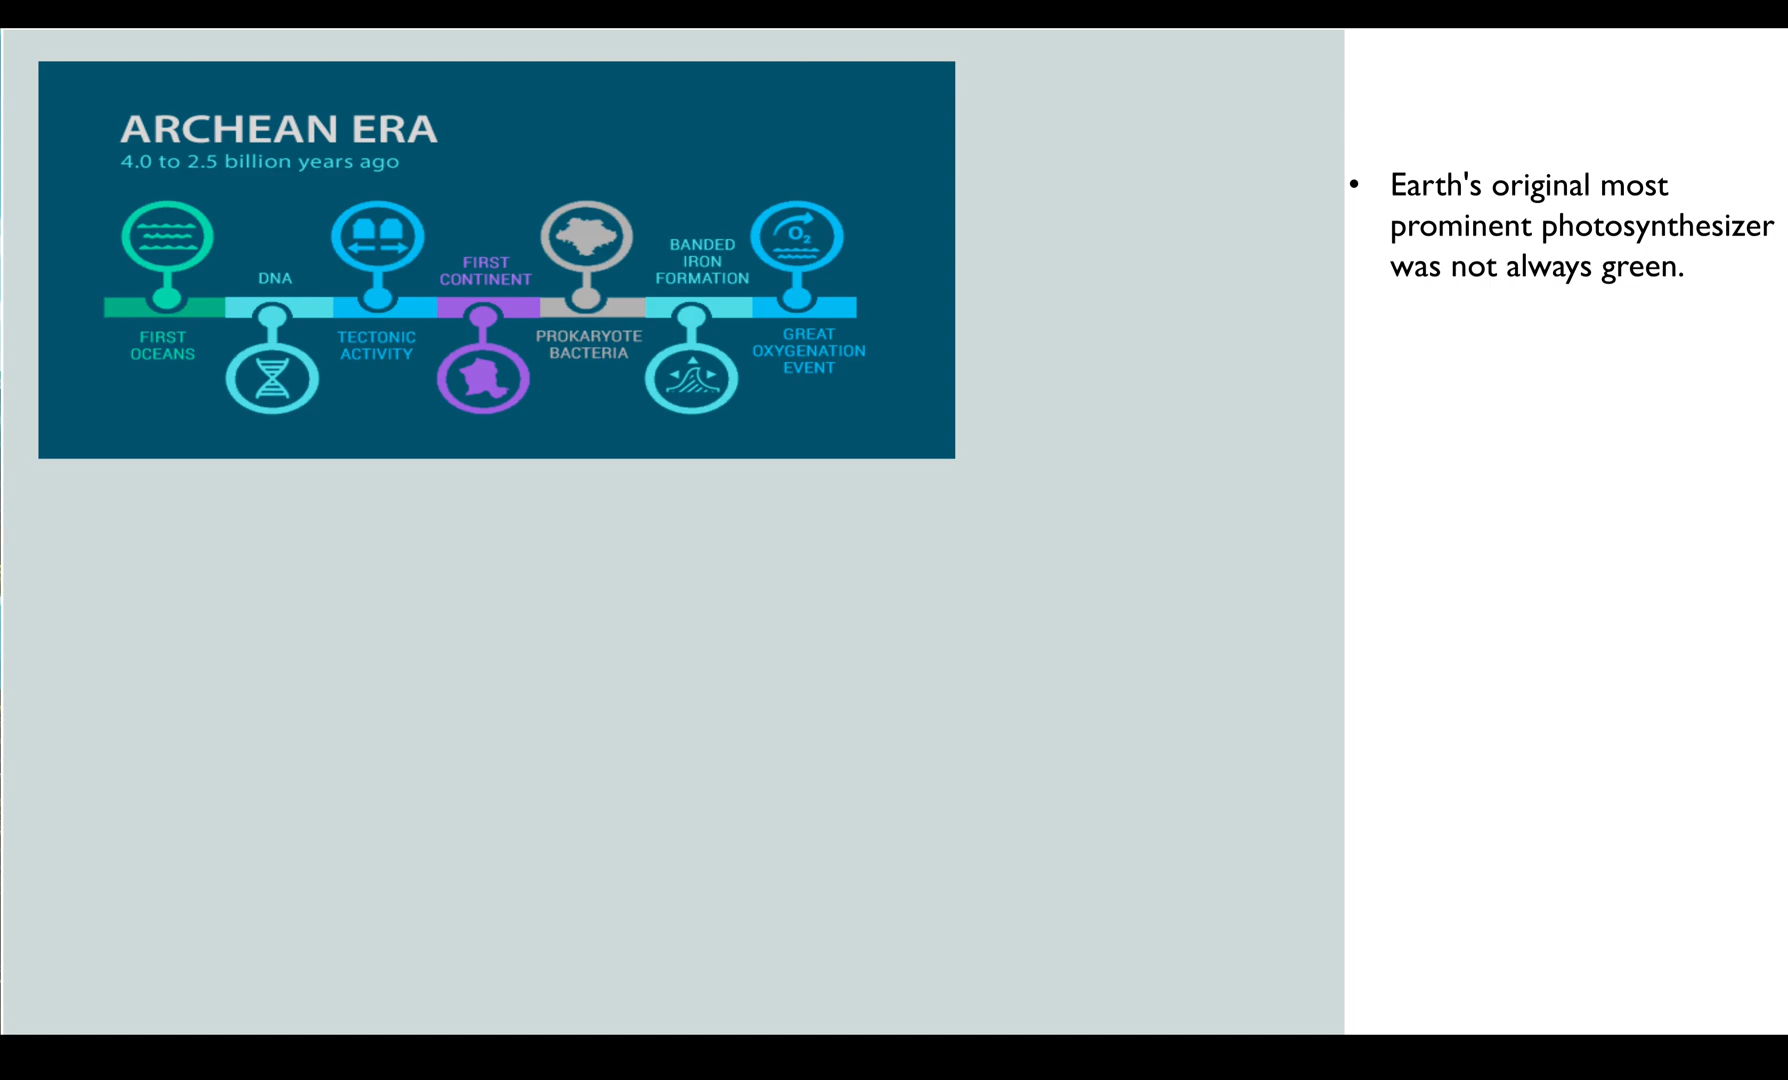 ARCHEAN ERA
4.0 to 2.5 billion years ago
FIRST
OCEANS
DNA
TECTONIC
ACTIVITY
FIRST
CONTINENT
PROKARYOTE
BACTERIA
BANDED
IRON
FORMATION
O₂
GREAT
OXYGENATION
EVENT
• Earth's original most
prominent photosynthesizer
was not always green.